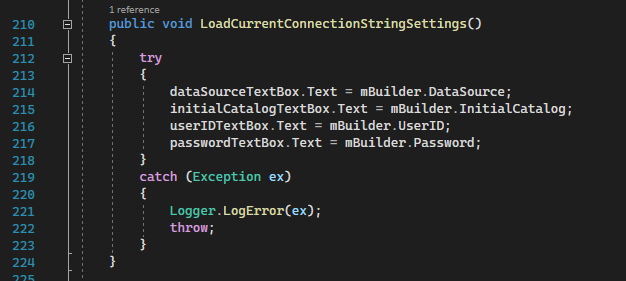 1 reference
210 public void LoadCurrentConnectionStringSettings()
211 {
212 try
213 {
214 dataSourceTextBox.Text = mBuilder.DataSource;
215 initialCatalogTextBox.Text = mBuilder.InitialCatalog;
216 userIDTextBox.Text = mBuilder.UserID;
217 passwordTextBox.Text = mBuilder.Password;
218 }
219 catch (Exception ex)
220 {
221 Logger.LogError(ex);
222 throw;
223 }
224 }
225